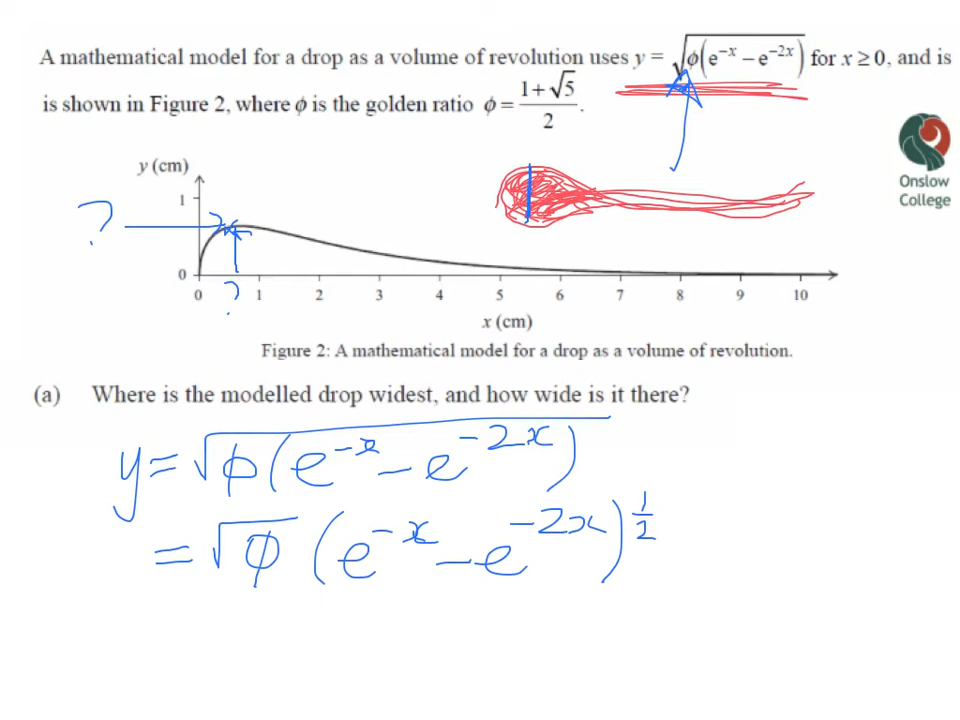 A mathematical model for a drop as a volume of revolution uses y = √(ϕ(e^(−x) − e^(−2x))) for x ≥ 0, and is
is shown in Figure 2, where ϕ is the golden ratio ϕ = (1+√5)/2.
Onslow
College
y (cm)
1
0
?
?
0 1 2 3 4 5 6 7 8 9 10
x (cm)
Figure 2: A mathematical model for a drop as a volume of revolution.
(a) Where is the modelled drop widest, and how wide is it there?
y = √(ϕ(e^(−x) − e^(−2x)))
= √ϕ (e^(−x) − e^(−2x))^(1/2)